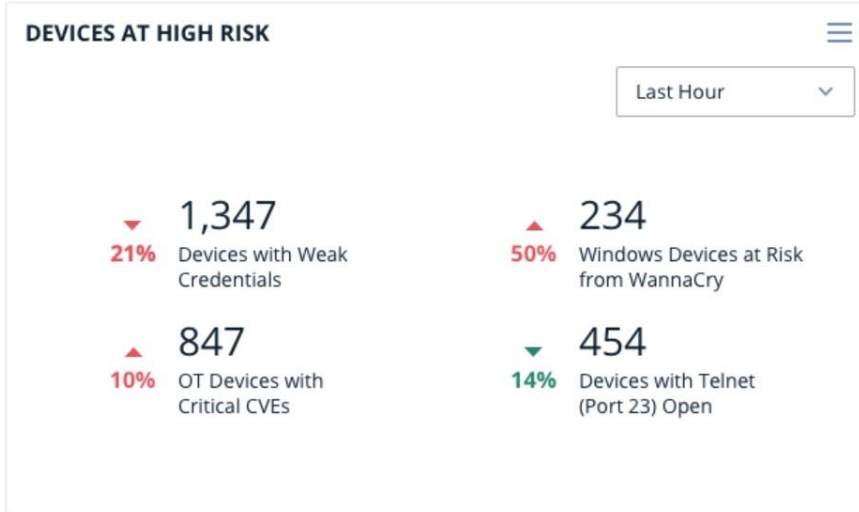 DEVICES AT HIGH RISK
Last Hour
1,347
21%
Devices with Weak
Credentials
234
50%
Windows Devices at Risk
from WannaCry
847
10%
OT Devices with
Critical CVEs
454
14%
Devices with Telnet
(Port 23) Open